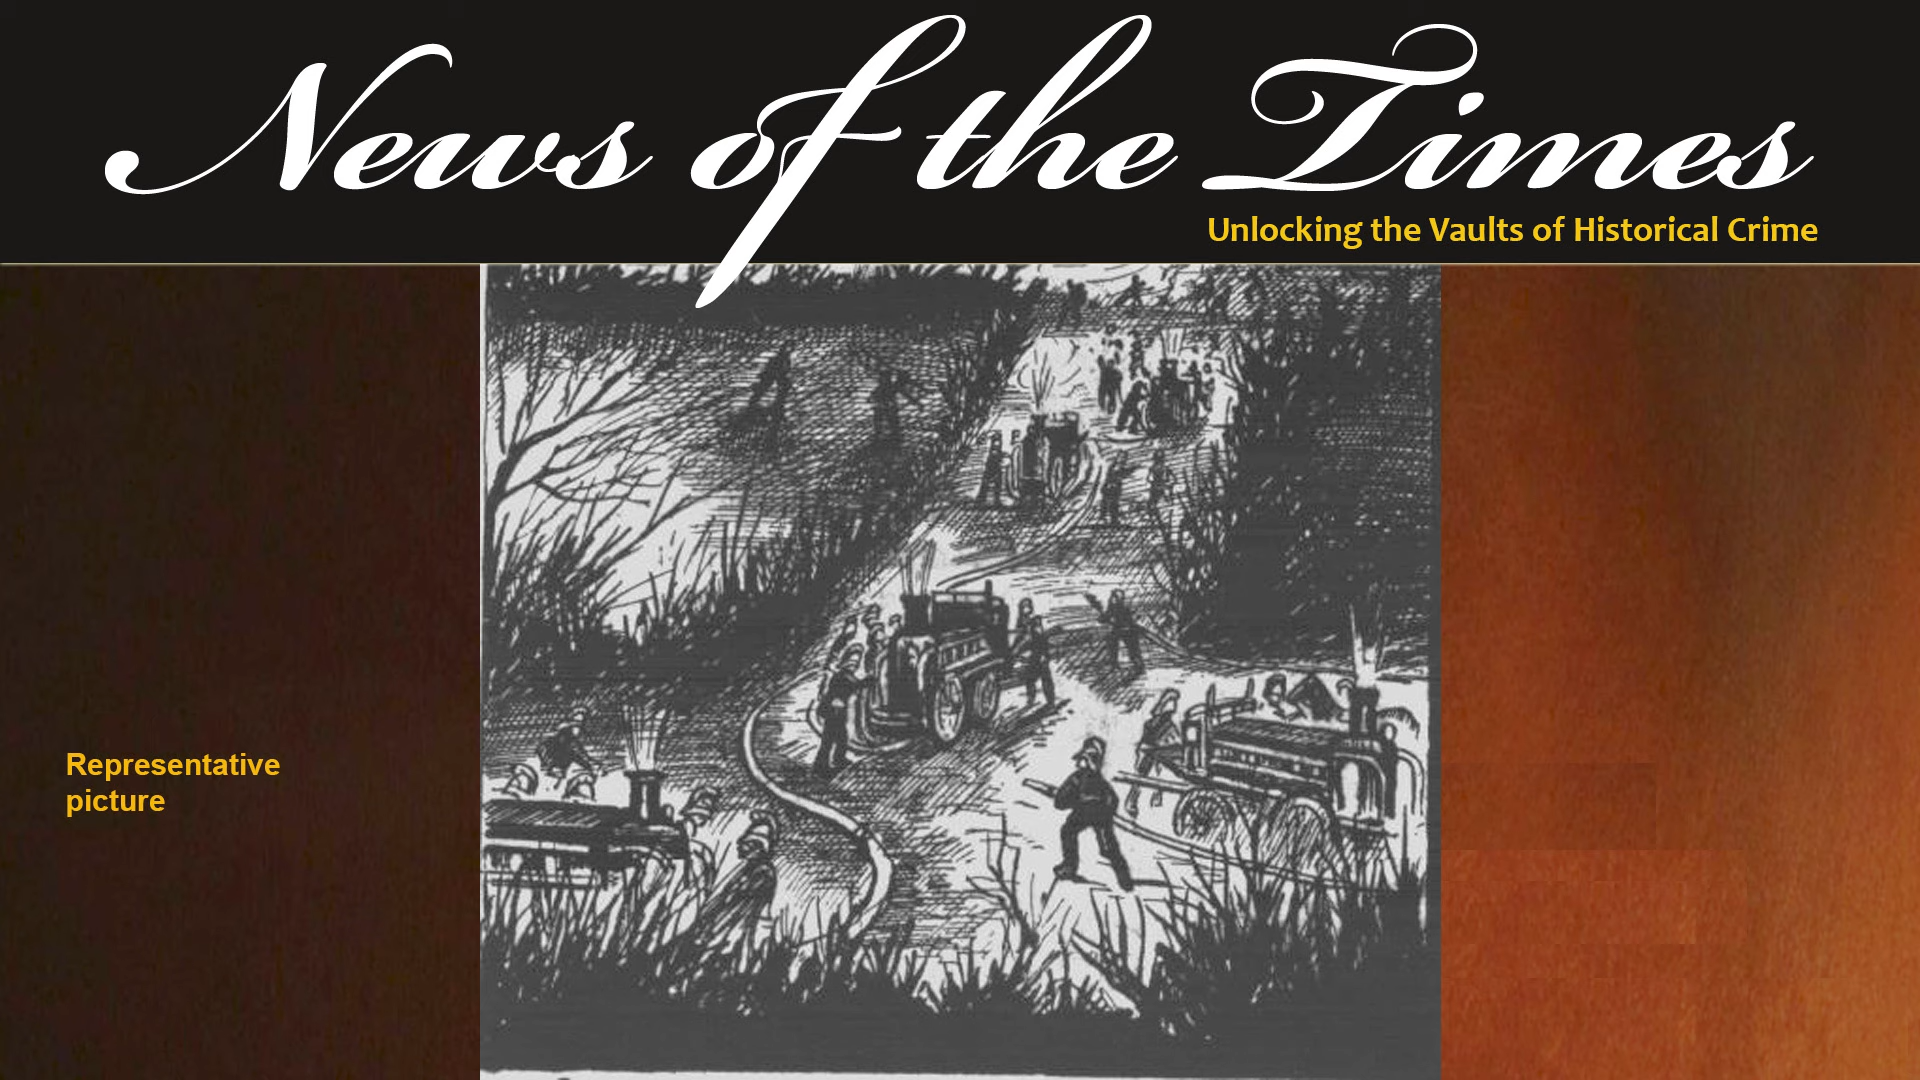 News of the Times
Unlocking the Vaults of Historical Crime
Representative
picture